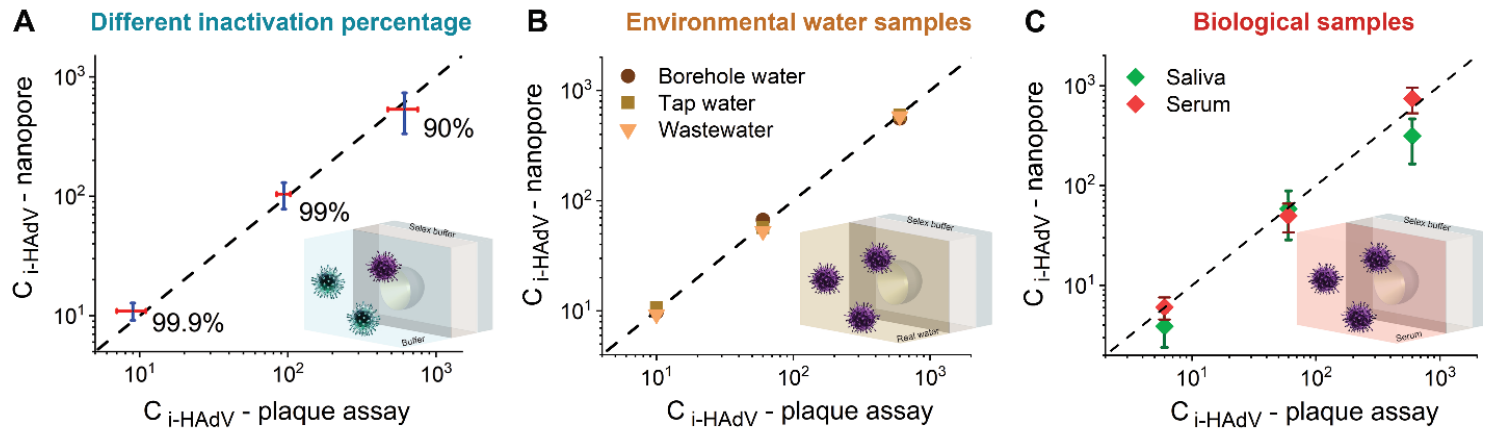 A Different inactivation percentage
C i-HAdV - nanopore
10³
10²
10¹
90%
99%
99.9%
Selex buffer
Buffer
10¹ 10² 10³
C i-HAdV - plaque assay
B Environmental water samples
C i-HAdV - nanopore
10³
10²
10¹
Borehole water
Tap water
Wastewater
Selex buffer
Real water
10¹ 10² 10³
C i-HAdV - plaque assay
C Biological samples
C i-HAdV - nanopore
10³
10²
10¹
Saliva
Serum
Selex buffer
Serum
10¹ 10² 10³
C i-HAdV - plaque assay